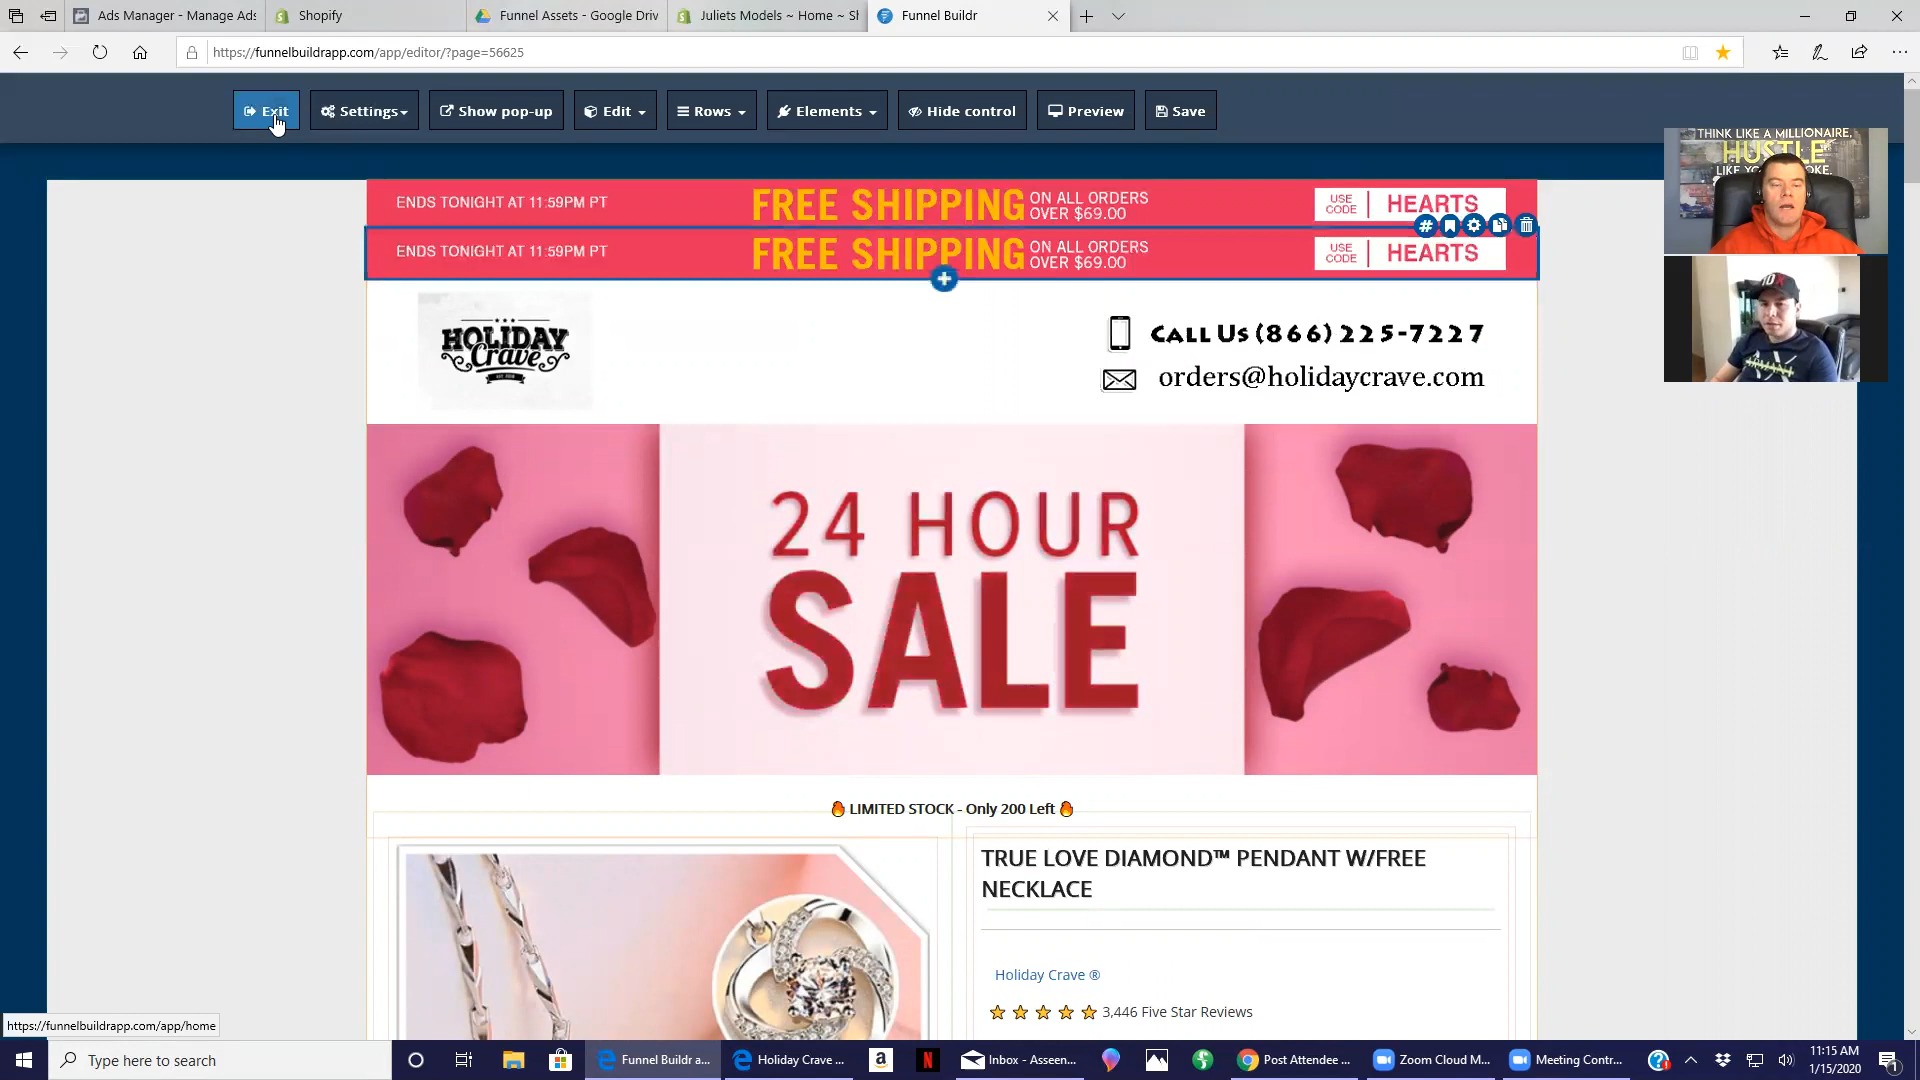 Ads Manager - Manage Ads
Shopify
Funnel Assets - Google Driv
Juliets Models ~ Home ~ Sh
Funnel Buildr
https://funnelbuildrapp.com/app/editor/?page=56625
Exit
Settings
Show pop-up
Edit
Rows
Elements
Hide control
Preview
Save
THINK LIKE A MILLIONAIRE,
HUSTLE
ENDS TONIGHT AT 11:59PM PT
FREE SHIPPING
ON ALL ORDERS
OVER $69.00
USE
CODE
HEARTS
ENDS TONIGHT AT 11:59PM PT
FREE SHIPPING
ON ALL ORDERS
OVER $69.00
USE
CODE
HEARTS
HOLIDAY
Crave
CALL US (866) 225-7227
orders@holidaycrave.com
24 HOUR
SALE
🔥 LIMITED STOCK - Only 200 Left 🔥
TRUE LOVE DIAMOND™ PENDANT W/FREE
NECKLACE
Holiday Crave ®
3,446 Five Star Reviews
https://funnelbuildrapp.com/app/home
Type here to search
Funnel Buildr a...
Holiday Crave ...
Inbox - Asseen...
Post Attendee ...
Zoom Cloud M...
Meeting Contr...
11:15 AM
1/15/2020